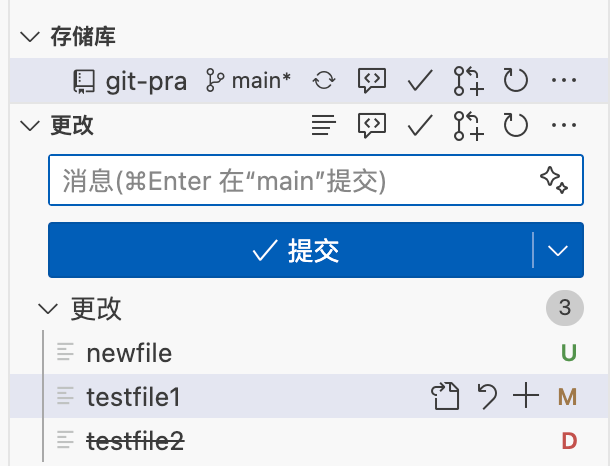 存储库
git-pra main*
更改
消息(⌘Enter 在“main”提交)
提交
更改 3
newfile U
testfile1 M
testfile2 D